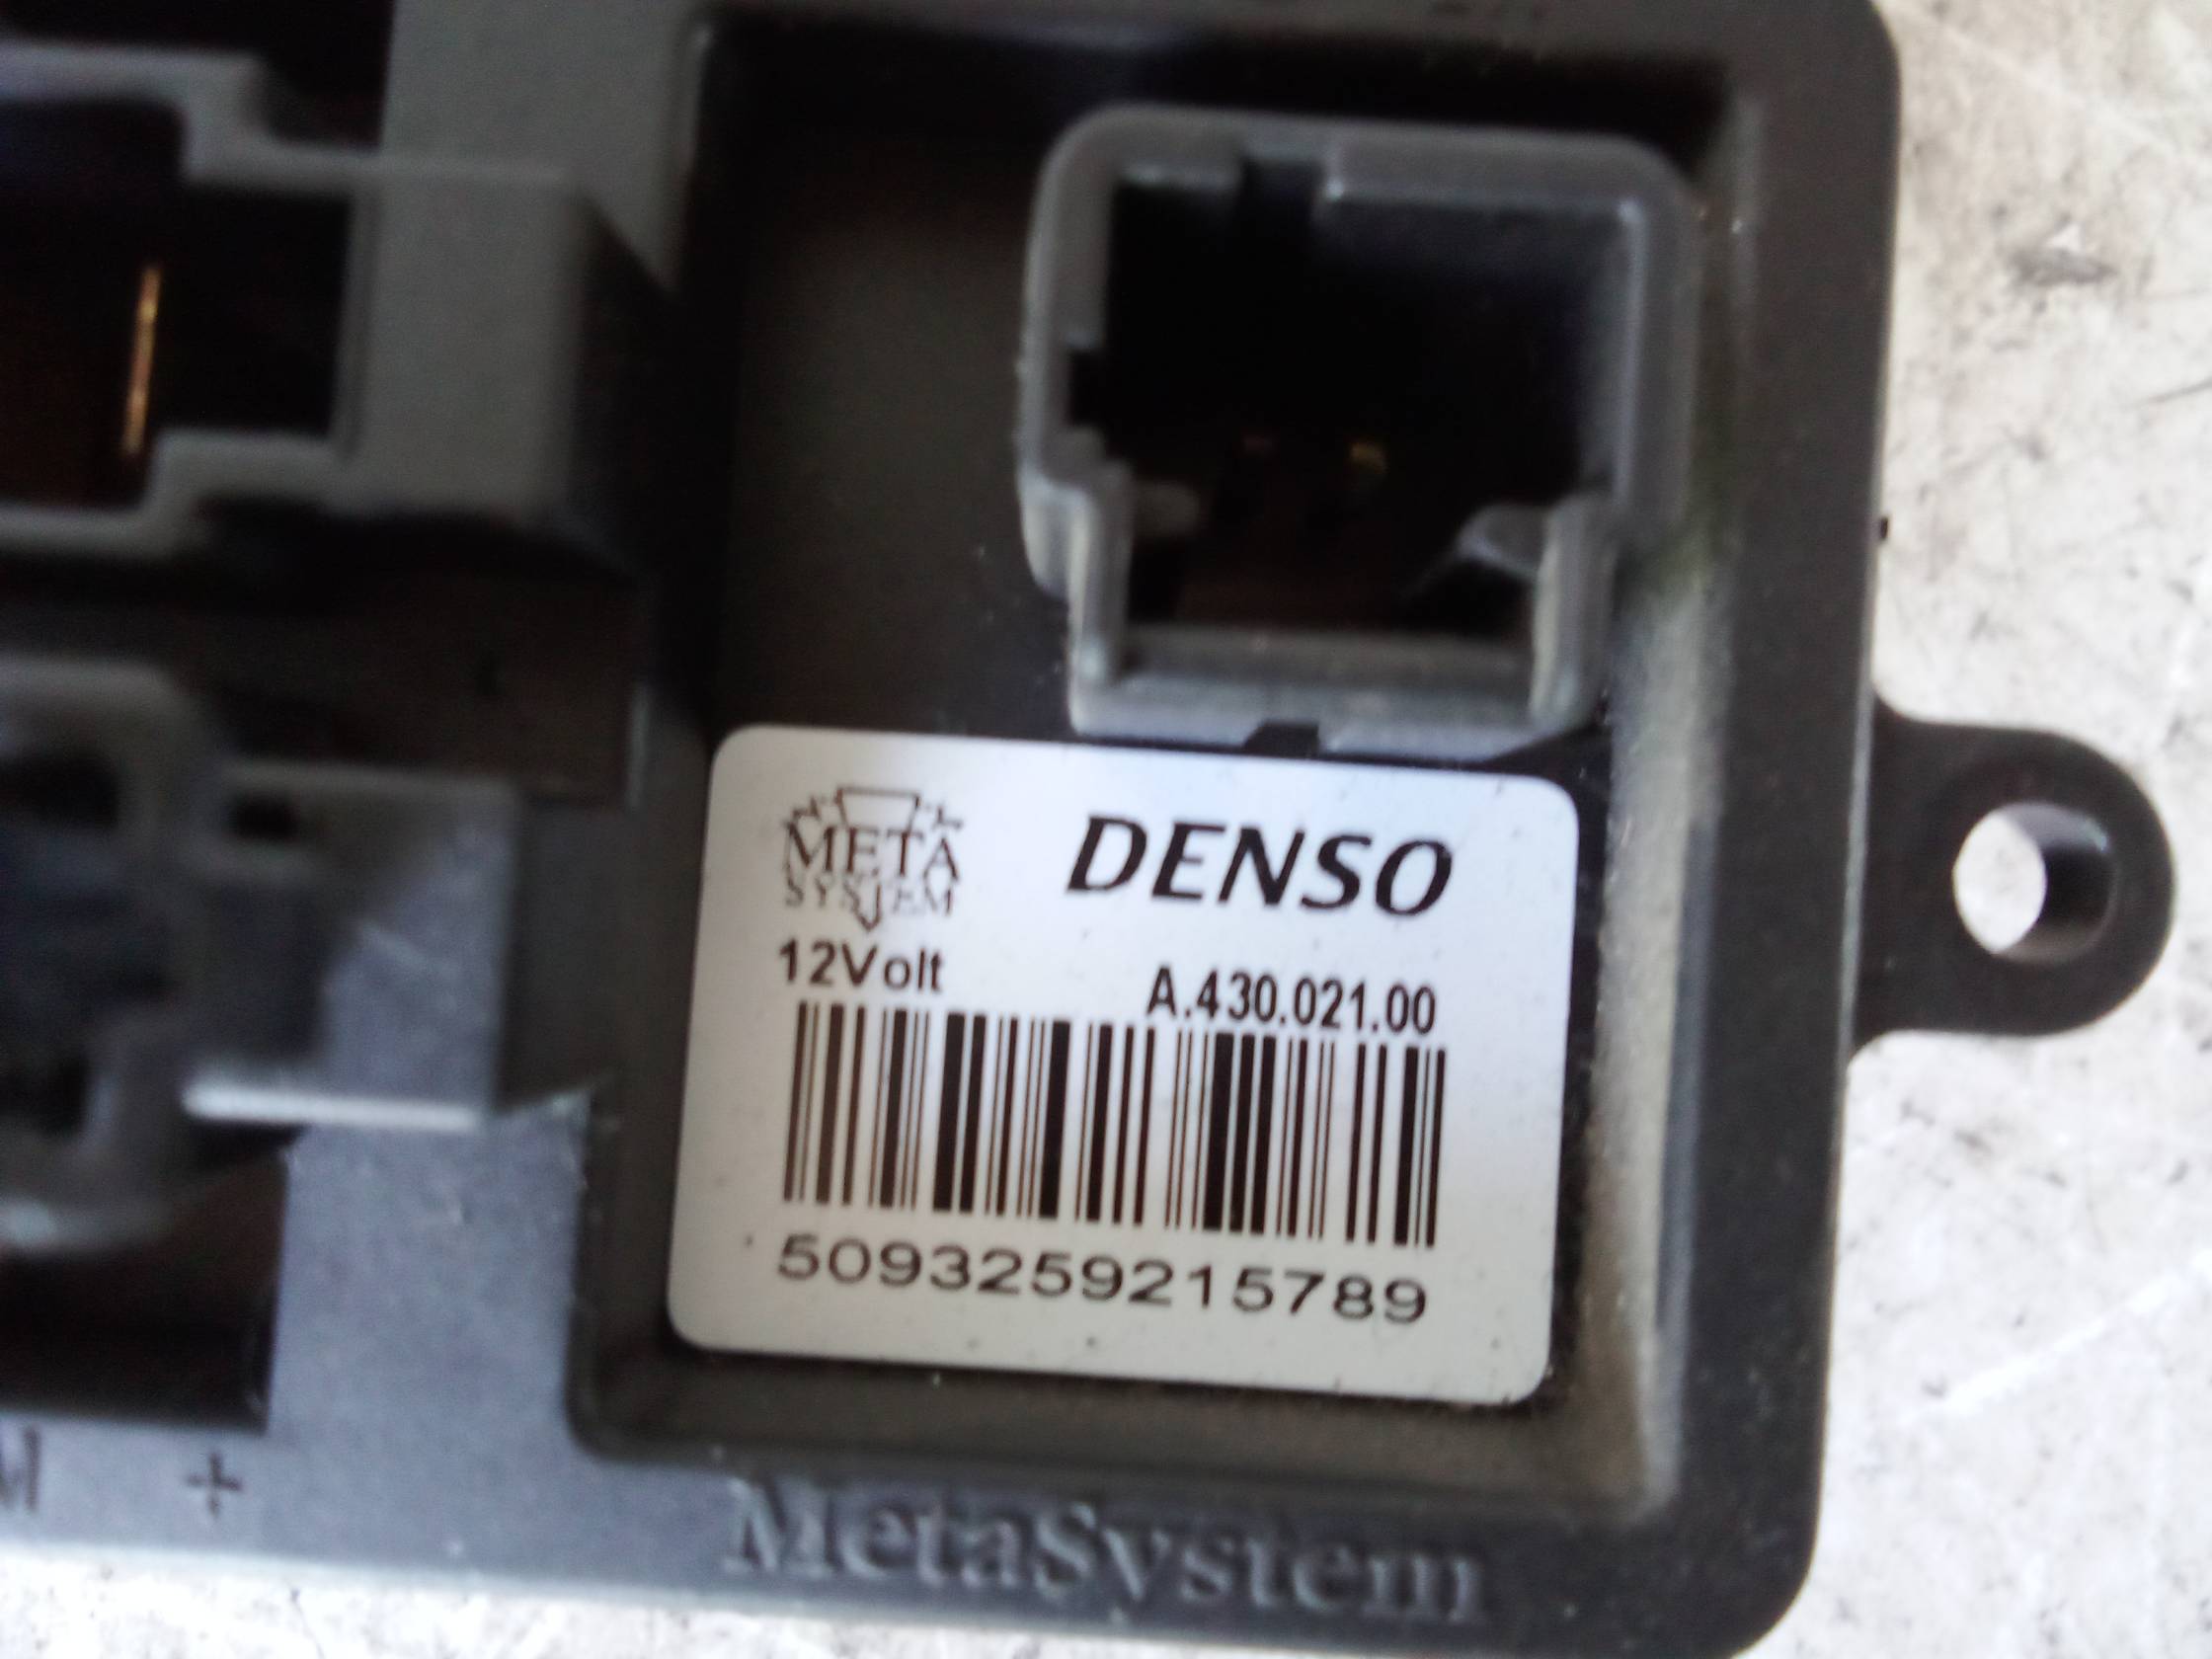 META
SYSTEM
DENSO
12Volt
A.430.021.00
5093259215789
M +
MetaSystem